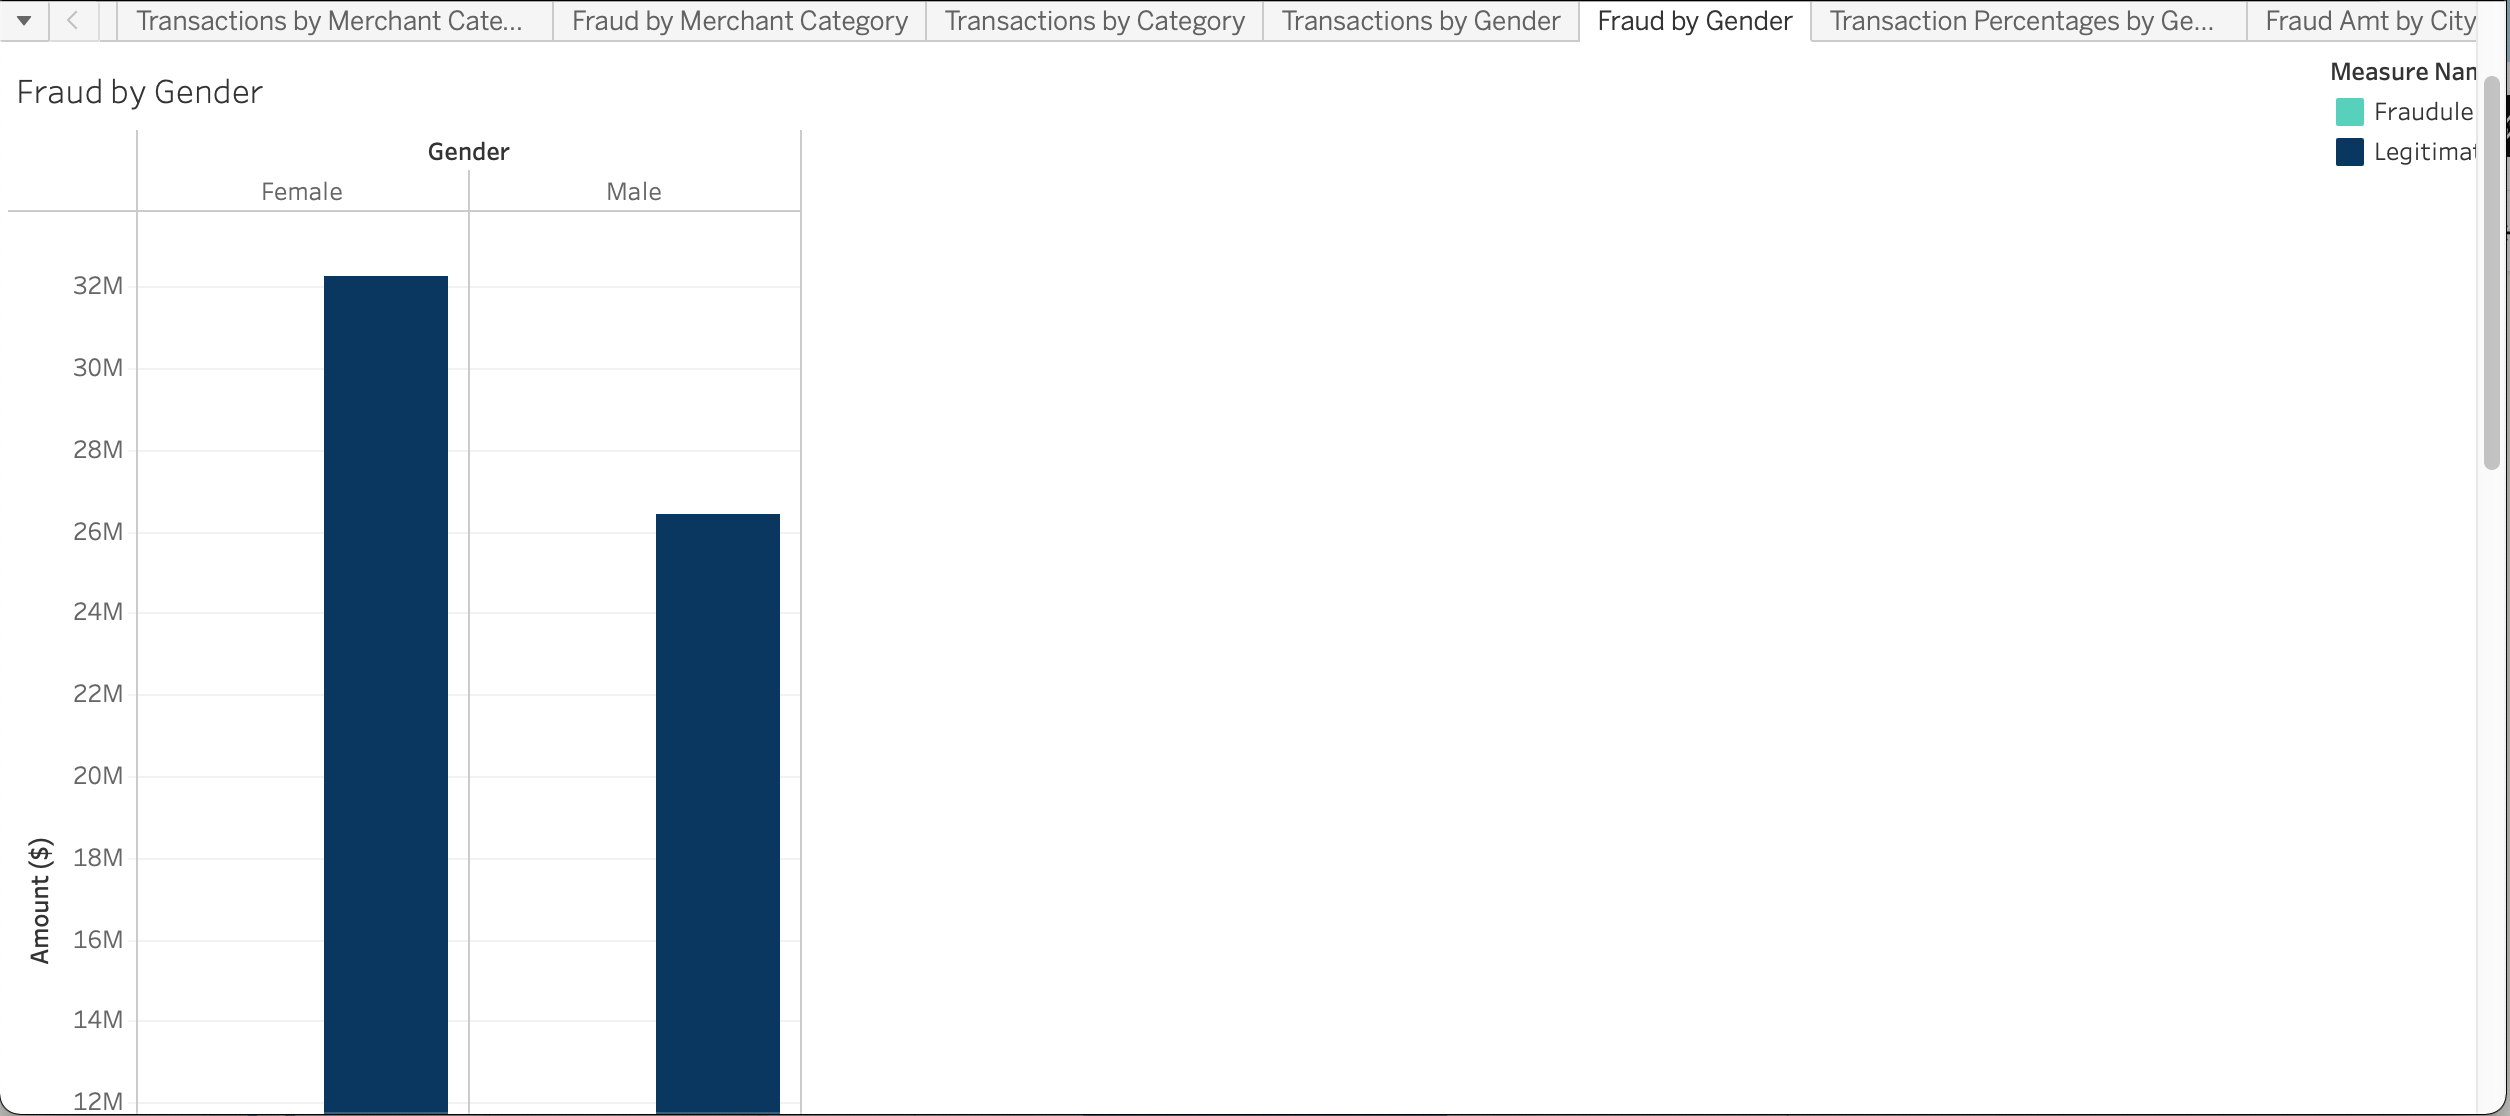 Transactions by Merchant Cate...
Fraud by Merchant Category
Transactions by Category
Transactions by Gender
Fraud by Gender
Transaction Percentages by Ge...
Fraud Amt by City
Fraud by Gender
Measure Nam
Fraudule
Legitimat
Gender
Female
Male
32M
30M
28M
26M
24M
22M
20M
18M
16M
14M
12M
Amount ($)